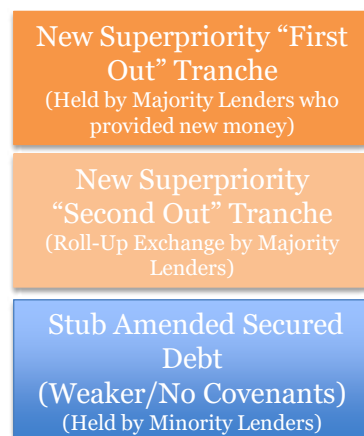 New Superpriority “First
Out” Tranche
(Held by Majority Lenders who
provided new money)
New Superpriority
“Second Out” Tranche
(Roll-Up Exchange by Majority
Lenders)
Stub Amended Secured
Debt
(Weaker/No Covenants)
(Held by Minority Lenders)